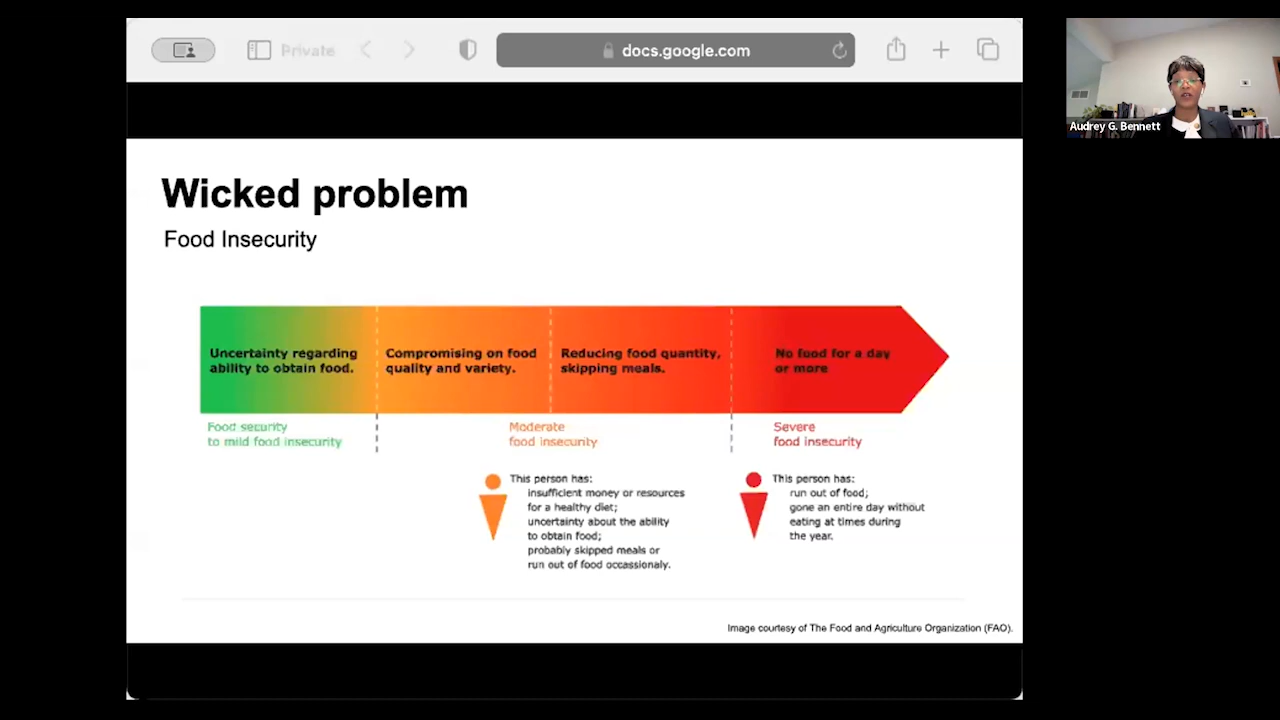 Private
docs.google.com
Audrey G. Bennett
Wicked problem
Food Insecurity
Uncertainty regarding
ability to obtain food.
Compromising on food
quality and variety.
Reducing food quantity,
skipping meals.
No food for a day
or more
Food security
to mild food insecurity
Moderate
food insecurity
Severe
food insecurity
This person has:
insufficient money or resources
for a healthy diet;
uncertainty about the ability
to obtain food;
probably skipped meals or
run out of food occassionaly.
This person has:
run out of food;
gone an entire day without
eating at times during
the year.
Image courtesy of The Food and Agriculture Organization (FAO).